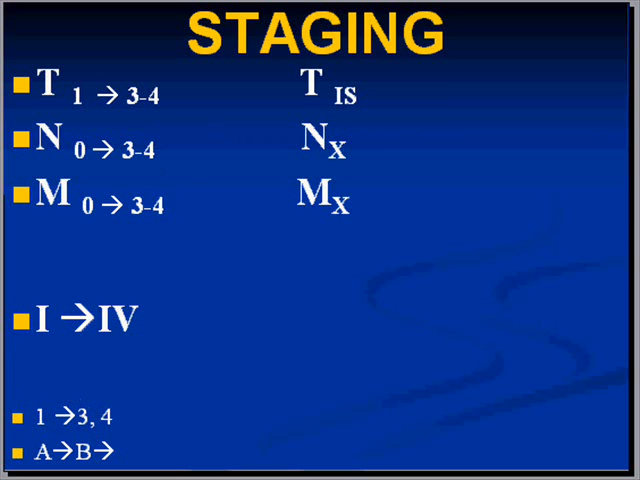 STAGING
T 1 → 3-4 T IS
N 0 → 3-4 NX
M 0 → 3-4 MX
I →IV
1 →3, 4
A→B→